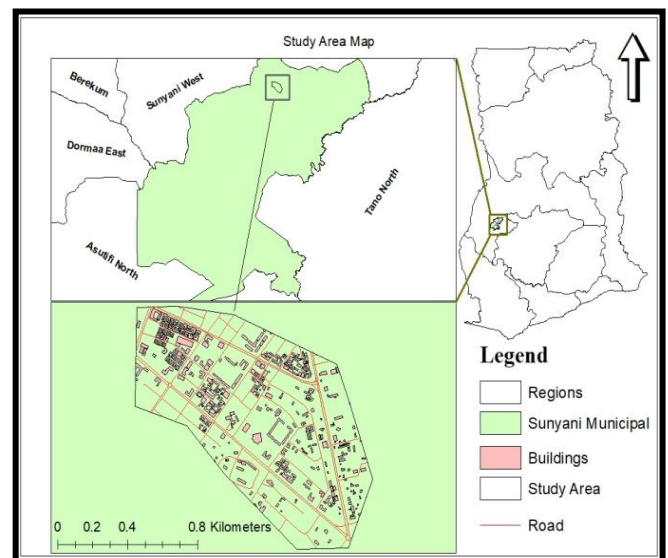 Study Area Map
Berekum
Sunyani West
Dormaa East
Tano North
Asutifi North
Legend
Regions
Sunyani Municipal
Buildings
Study Area
Road
0 0.2 0.4 0.8 Kilometers